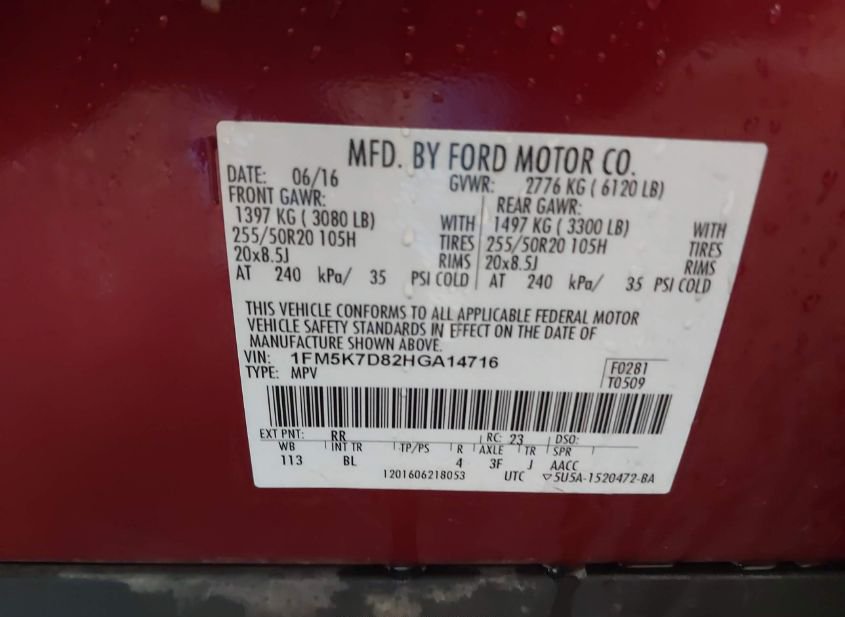 MFD. BY FORD MOTOR CO.
DATE: 06/16 GVWR: 2776 KG ( 6120 LB)
FRONT GAWR: REAR GAWR:
1397 KG ( 3080 LB) WITH 1497 KG ( 3300 LB) WITH
255/50R20 105H TIRES 255/50R20 105H TIRES
20x8.5J RIMS 20x8.5J RIMS
AT 240 kPa/ 35 PSI COLD AT 240 kPa/ 35 PSI COLD
THIS VEHICLE CONFORMS TO ALL APPLICABLE FEDERAL MOTOR
VEHICLE SAFETY STANDARDS IN EFFECT ON THE DATE OF
MANUFACTURE SHOWN ABOVE.
VIN: 1FM5K7D82HGA14716 F0281
TYPE: MPV T0509
EXT PNT: RR RC: 23 DSO:
WB INT TR TP/PS R AXLE TR SPR
113 BL 4 3F J AACC
1201606218053 UTC ▽5U5A-1520472-BA